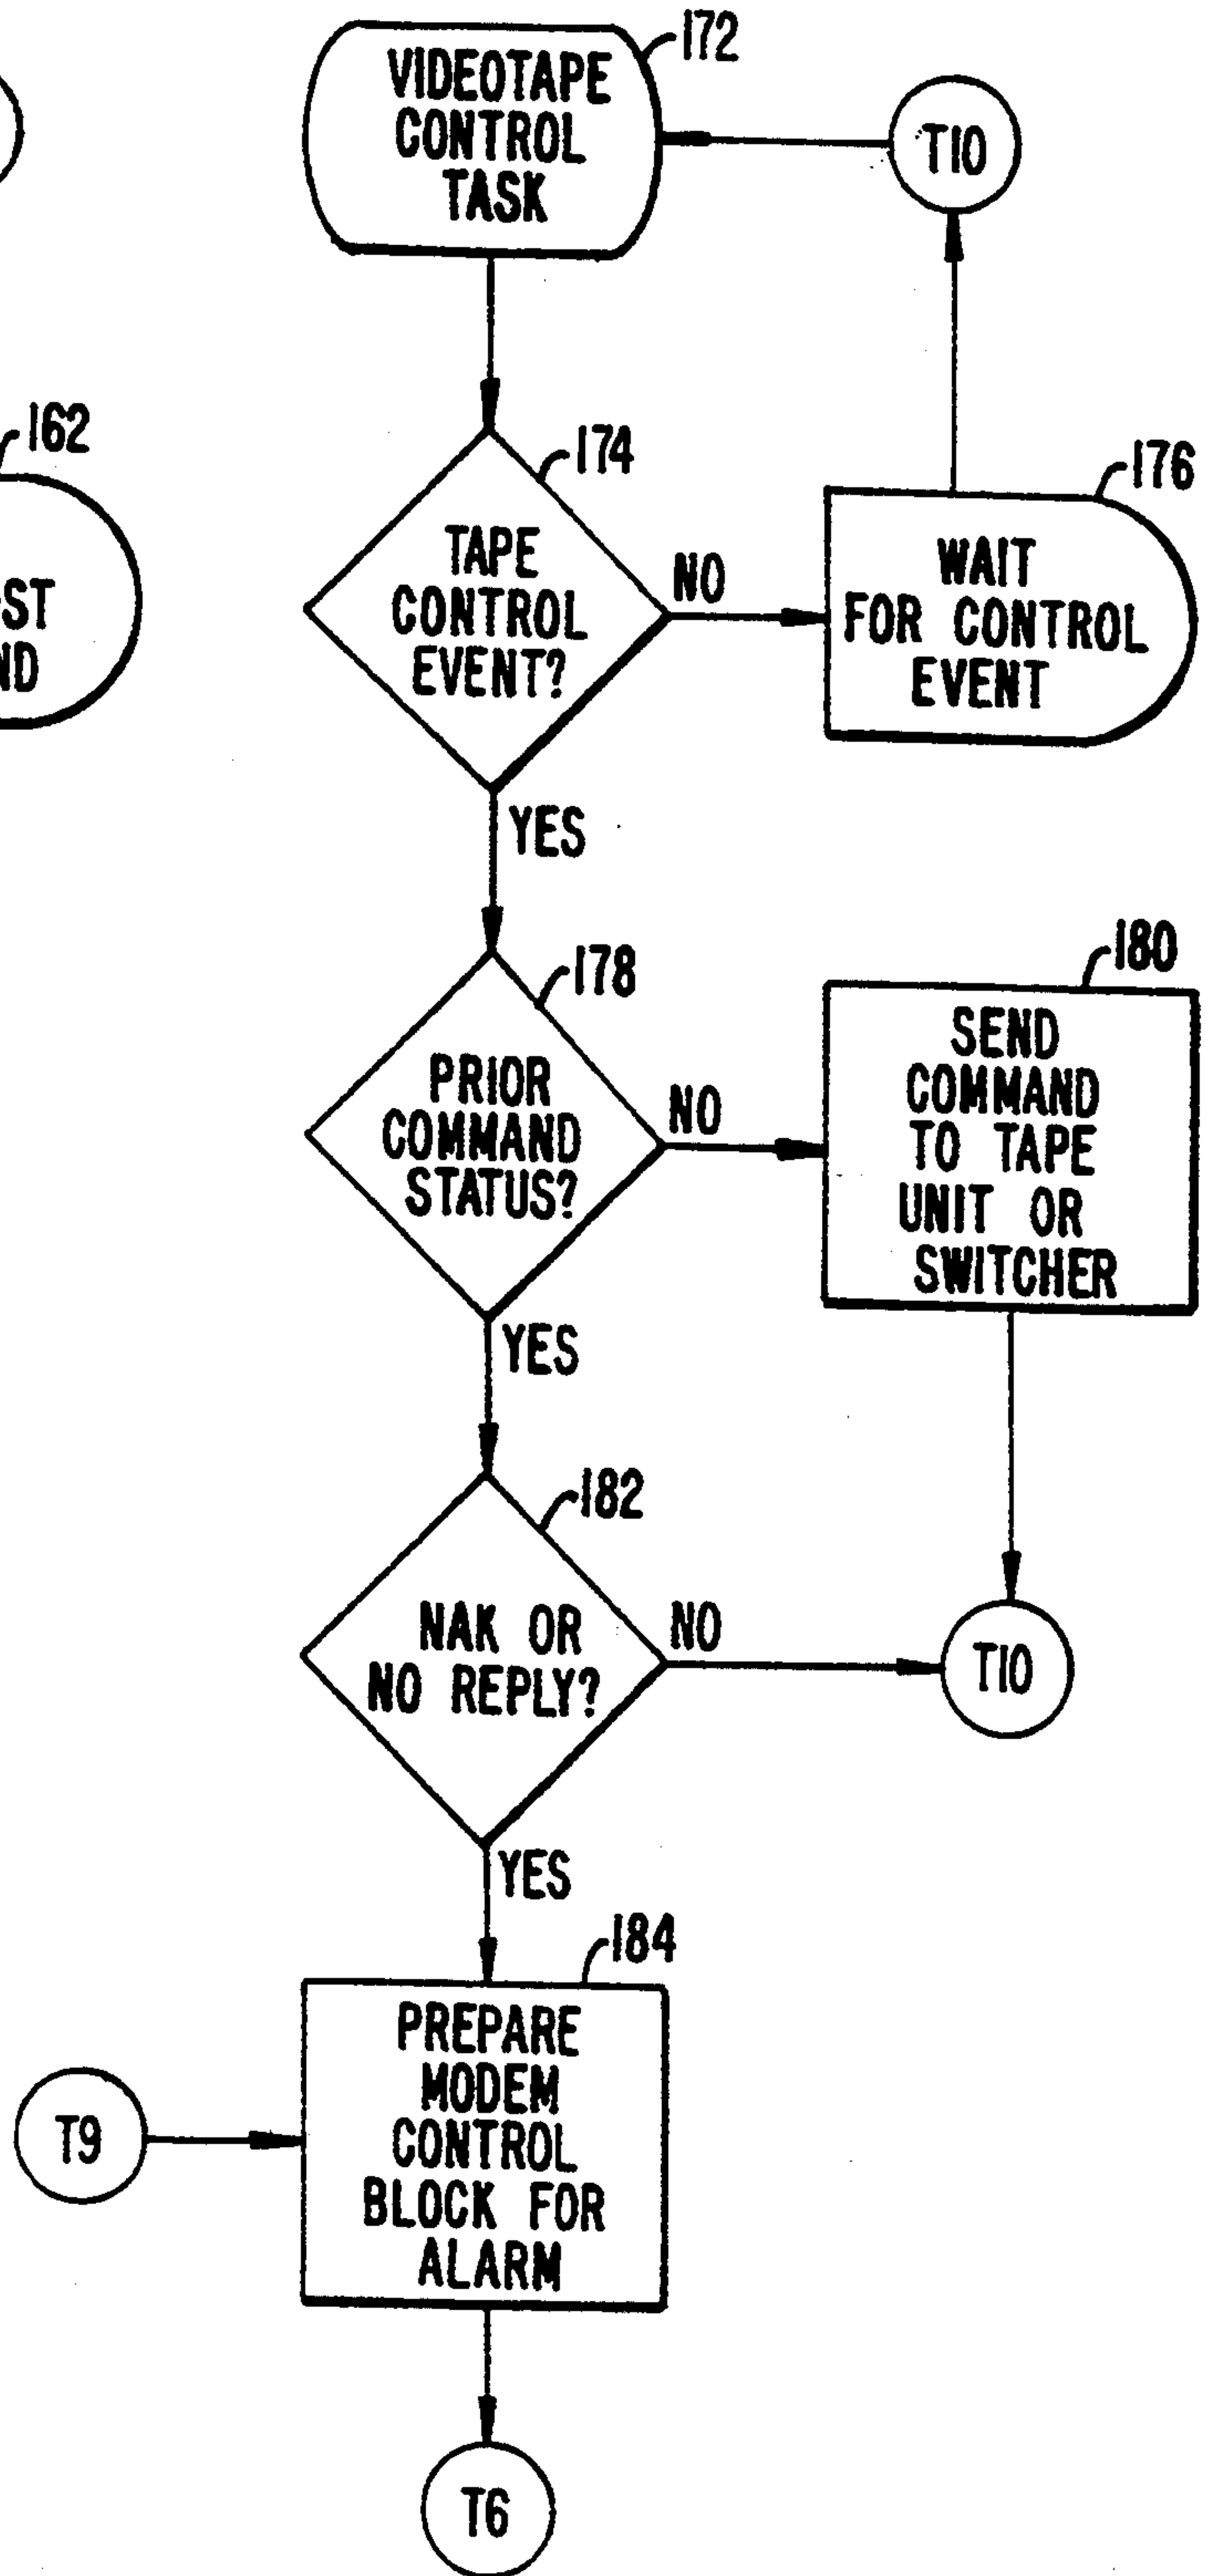 172
VIDEOTAPE
CONTROL
TASK
T10
162
ST
ND
174
TAPE
CONTROL
EVENT?
NO
176
WAIT
FOR CONTROL
EVENT
YES
178
PRIOR
COMMAND
STATUS?
NO
180
SEND
COMMAND
TO TAPE
UNIT OR
SWITCHER
YES
182
NAK OR
NO REPLY?
NO
T10
YES
184
PREPARE
MODEM
CONTROL
BLOCK FOR
ALARM
T9
T6